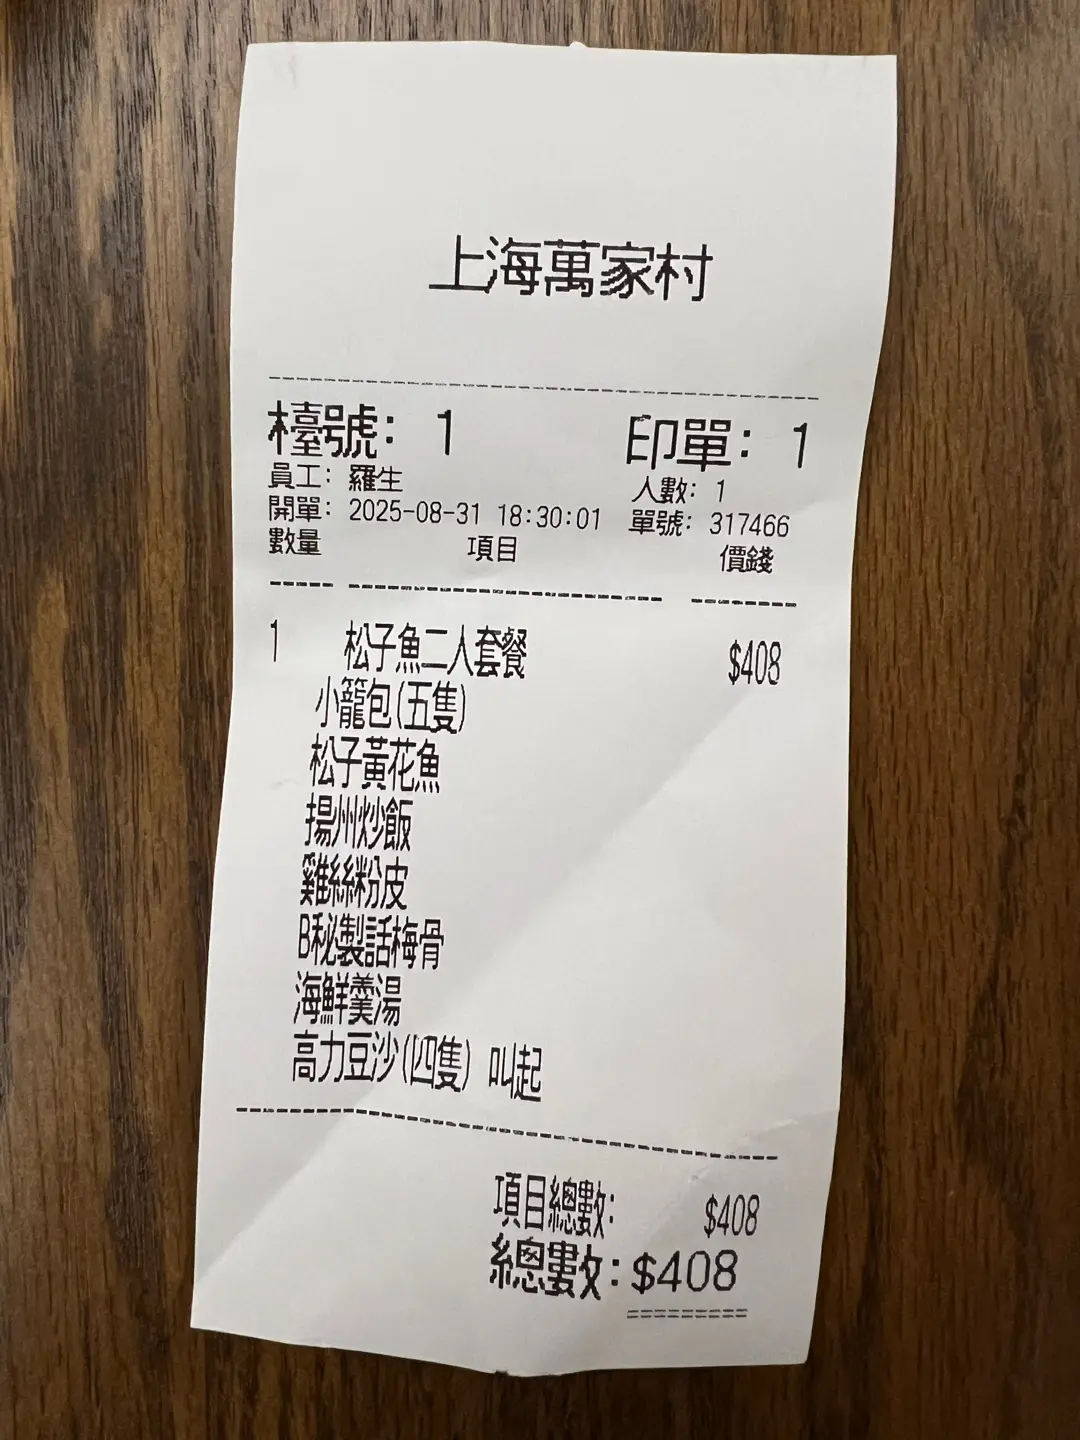 上海萬家村
檯號: 1 印單: 1
員工: 羅生 人數: 1
開單: 2025-08-31 18:30:01 單號: 317466
數量 項目 價錢
1 松子魚二人套餐 $408
小籠包(五隻)
松子黃花魚
揚州炒飯
雞絲粉皮
B秘製話梅骨
海鮮羹湯
高力豆沙(四隻) 叫起
項目總數: $408
總數: $408